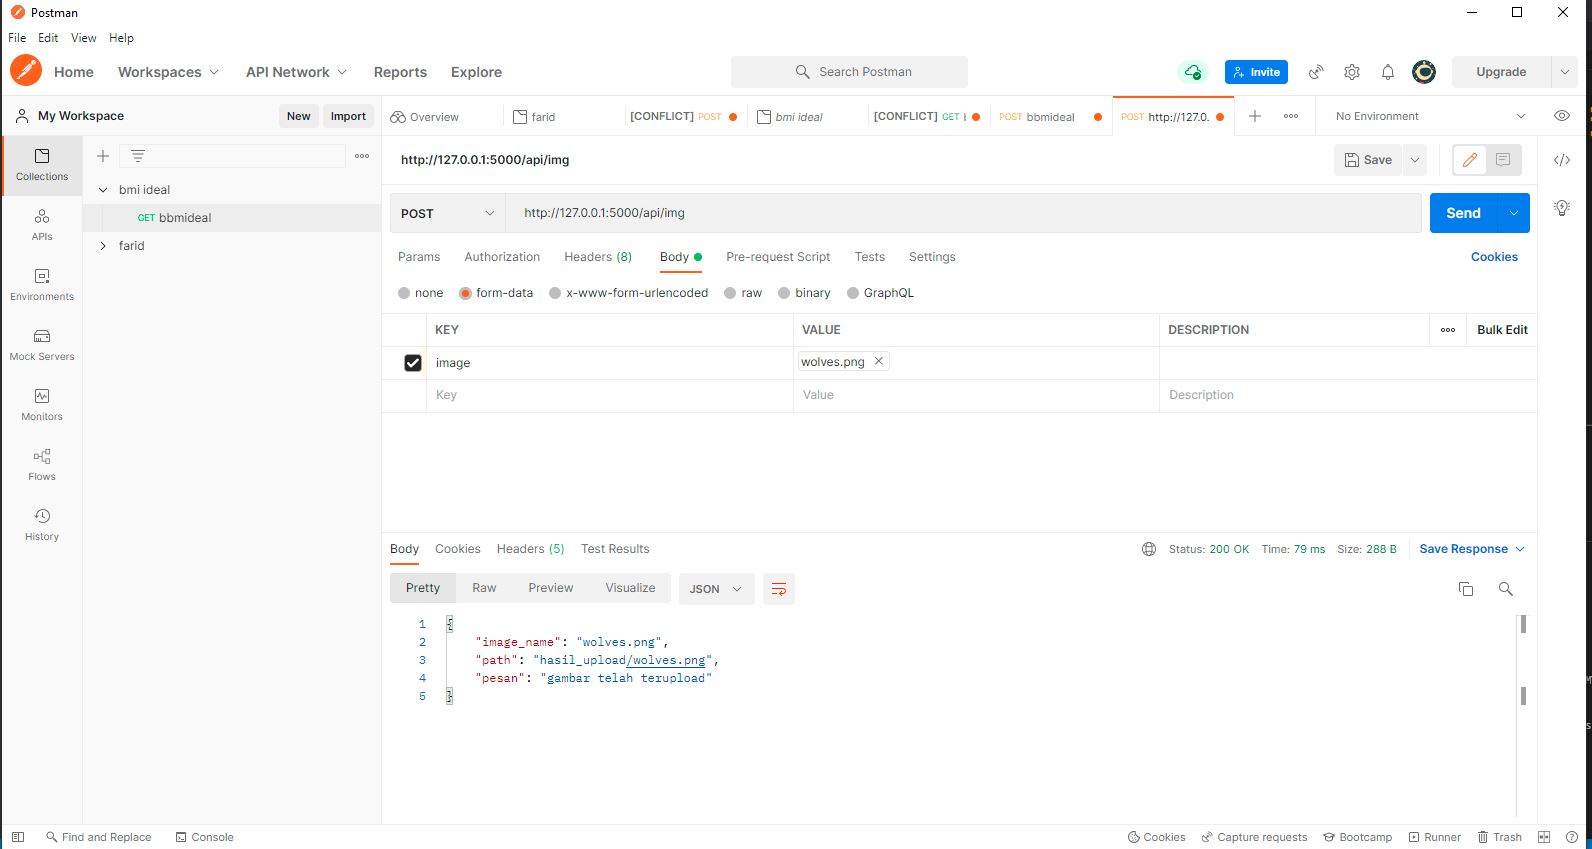 Postman
File Edit View Help
Home Workspaces API Network Reports Explore Search Postman Invite Upgrade
My Workspace New Import
Overview farid [CONFLICT] POST bmi ideal [CONFLICT] GET POST bbmideal POST http://127.0. No Environment
Collections
APIs
Environments
Mock Servers
Monitors
Flows
History
bmi ideal
GET bbmideal
farid
http://127.0.0.1:5000/api/img Save
POST http://127.0.0.1:5000/api/img Send
Params Authorization Headers (8) Body Pre-request Script Tests Settings Cookies
none form-data x-www-form-urlencoded raw binary GraphQL
KEY VALUE DESCRIPTION Bulk Edit
image wolves.png
Key Value Description
Body Cookies Headers (5) Test Results Status: 200 OK Time: 79 ms Size: 288 B Save Response
Pretty Raw Preview Visualize JSON
1 {
2 "image_name": "wolves.png",
3 "path": "hasil_upload/wolves.png",
4 "pesan": "gambar telah terupload"
5 }
Find and Replace Console Cookies Capture requests Bootcamp Runner Trash